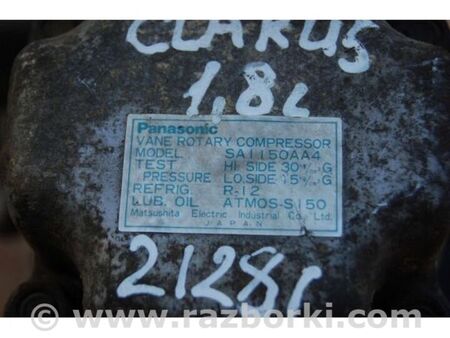 CLARUS
1,8L
Panasonic
VANE ROTARY COMPRESSOR
MODEL SA1150AA4
TEST HI SIDE 30 G
PRESSURE LO.SIDE 15 G
REFRIG. R-12
LUB. OIL ATMOS-S150
Matsushita Electric Industrial Co., Ltd.
JAPAN
21281
© www.razborki.com